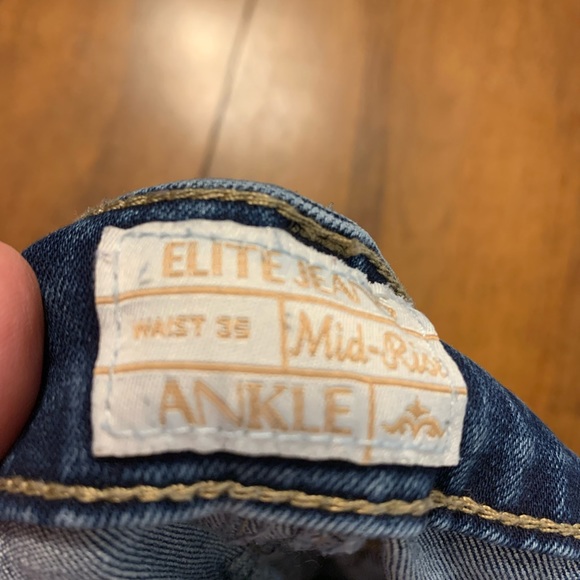 ELITE JEANS
WAIST 35
Mid-Rise
ANKLE